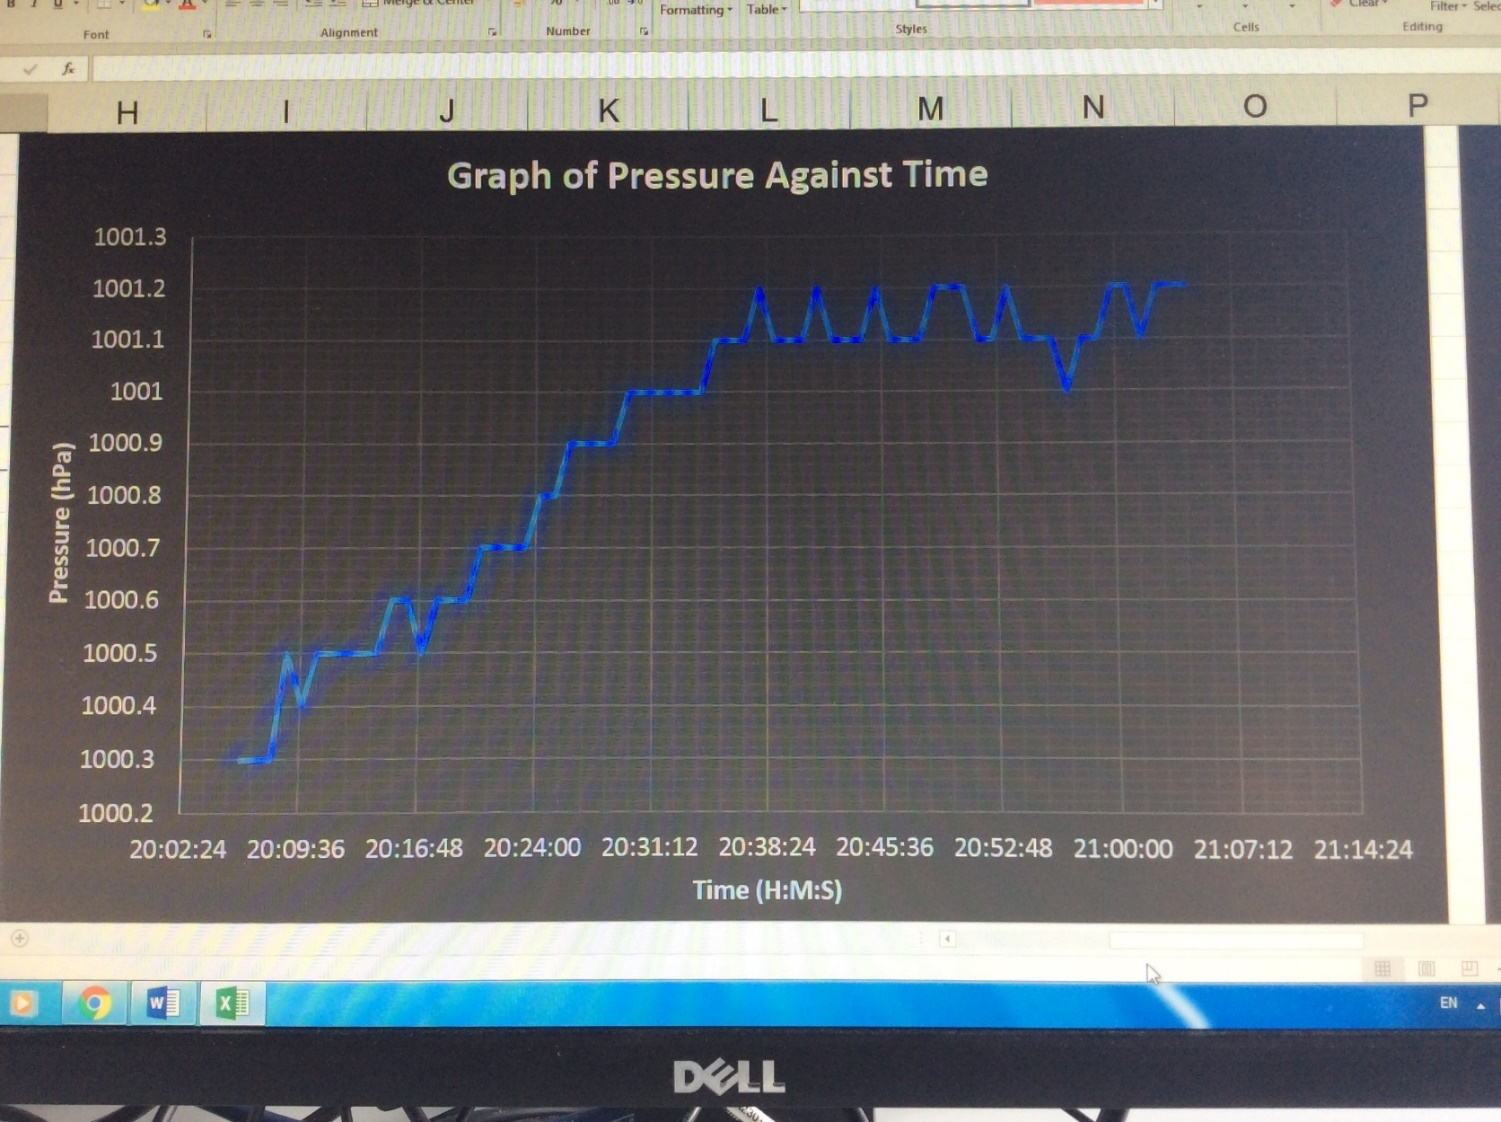 Merge & Center
Formatting Table
Clear
Filter
Font
Alignment
Number
Styles
Cells
Editing
fx
H I J K L M N O P
Graph of Pressure Against Time
1001.3
1001.2
1001.1
1001
1000.9
1000.8
1000.7
1000.6
1000.5
1000.4
1000.3
1000.2
Pressure (hPa)
20:02:24 20:09:36 20:16:48 20:24:00 20:31:12 20:38:24 20:45:36 20:52:48 21:00:00 21:07:12 21:14:24
Time (H:M:S)
EN
DELL